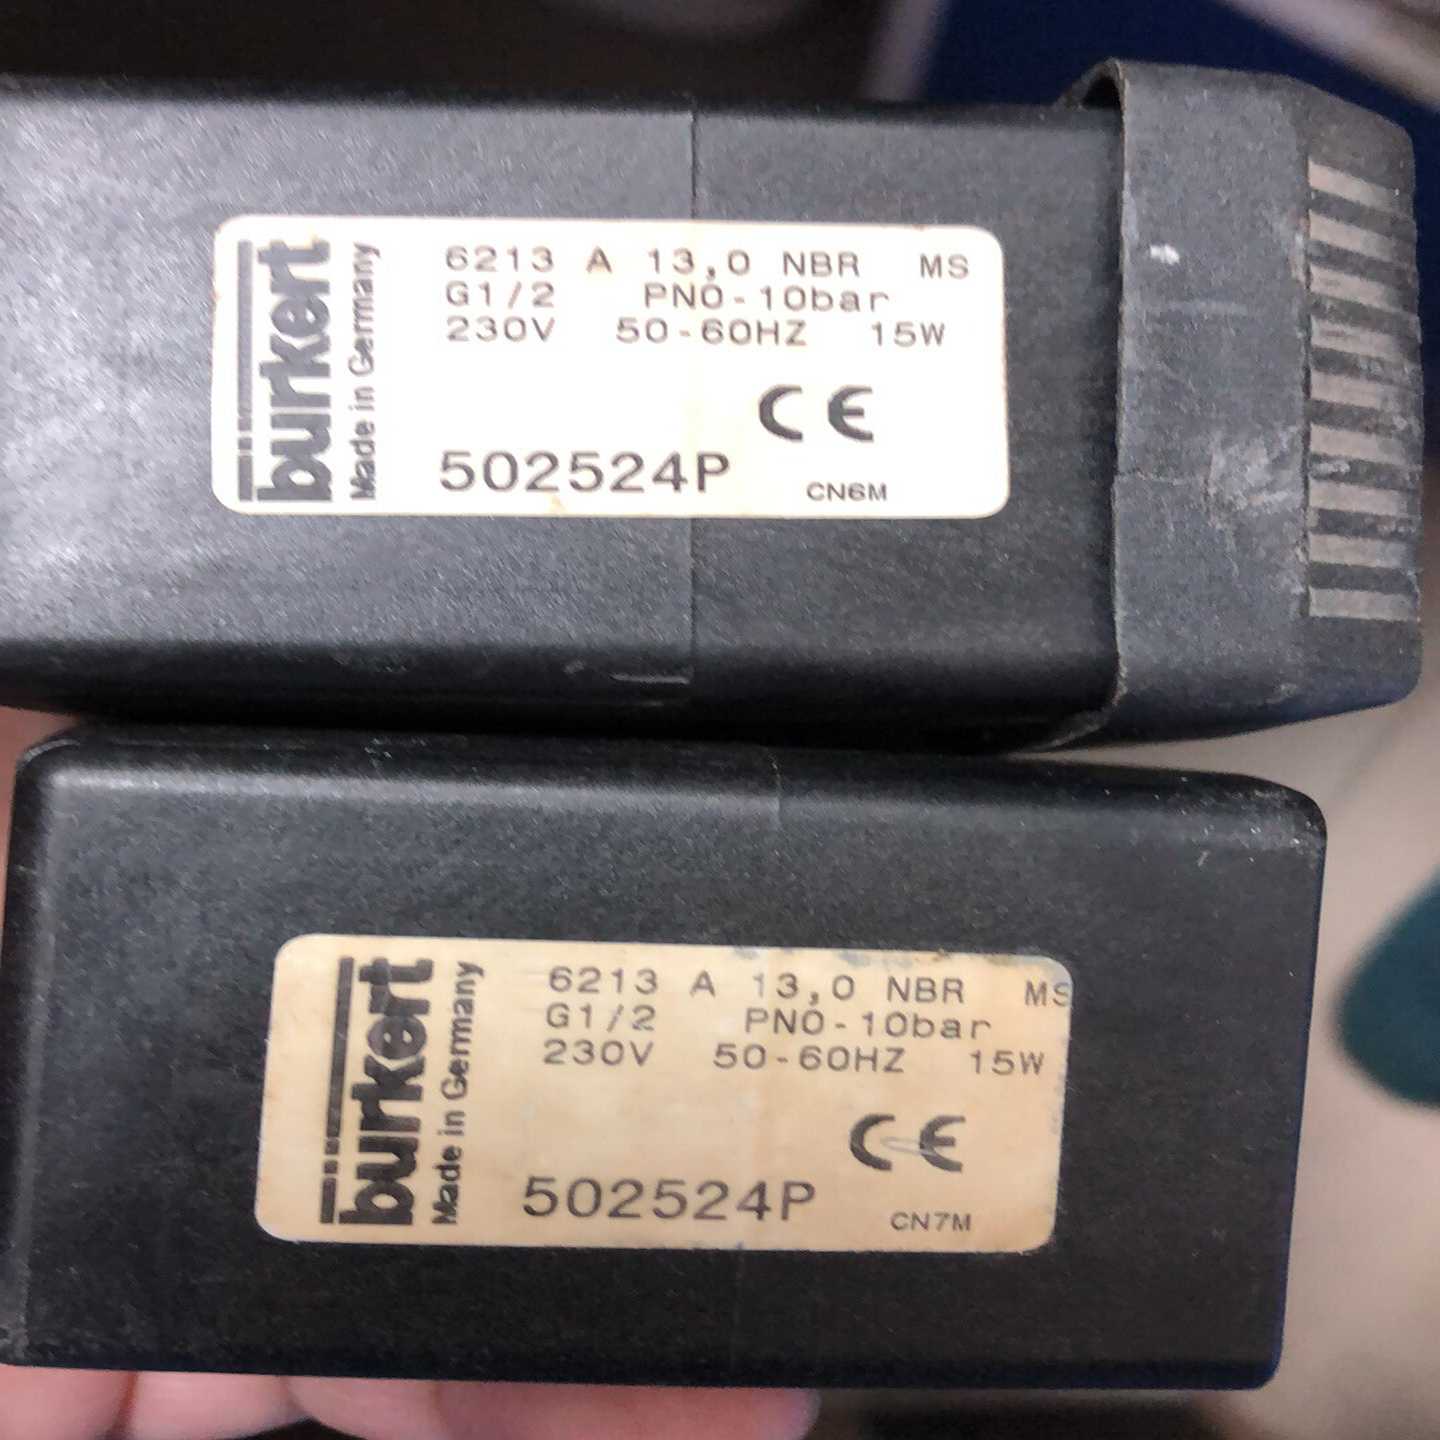 burkert
Made in Germany
6213 A 13,0 NBR MS
G1/2 PN0-10bar
230V 50-60HZ 15W
CE
502524P
CN6M
burkert
Made in Germany
6213 A 13,0 NBR MS
G1/2 PN0-10bar
230V 50-60HZ 15W
CE
502524P
CN7M